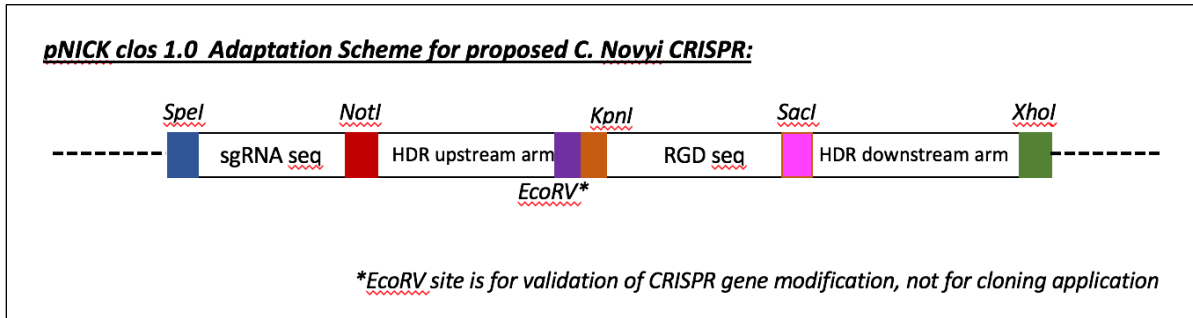 pNICK clos 1.0  Adaptation Scheme for proposed C. Novyi CRISPR:
SpeI NotI KpnI SacI XhoI
sgRNA seq HDR upstream arm RGD seq HDR downstream arm
EcoRV*
*EcoRV site is for validation of CRISPR gene modification, not for cloning application